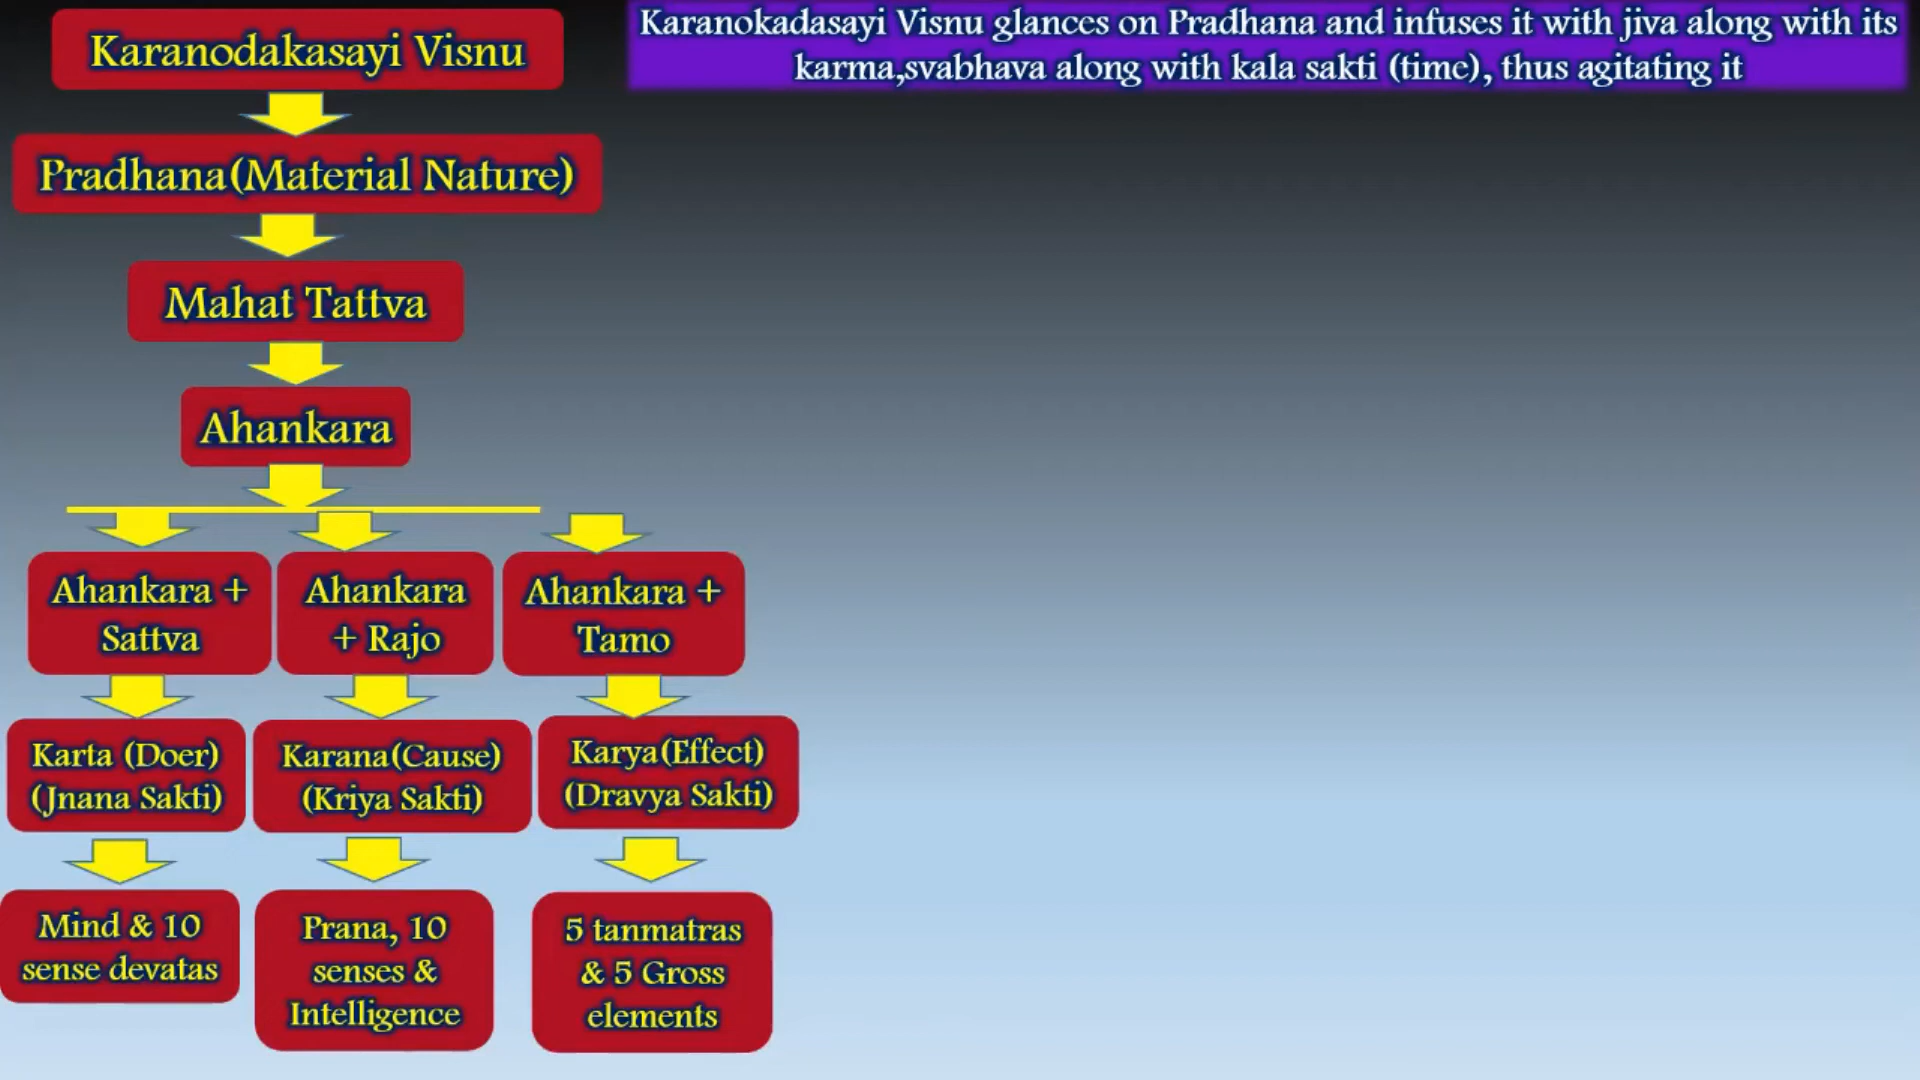 Karanodakasayi Visnu
Karanokadasayi Visnu glances on Pradhana and infuses it with jiva along with its
karma,svabhava along with kala sakti (time), thus agitating it
Pradhana(Material Nature)
Mahat Tattva
Ahankara
Ahankara +
Sattva
Ahankara
+ Rajo
Ahankara +
Tamo
Karta (Doer)
(Jnana Sakti)
Karana(Cause)
(Kriya Sakti)
Karya(Effect)
(Dravya Sakti)
Mind & 10
sense devatas
Prana, 10
senses &
Intelligence
5 tanmatras
& 5 Gross
elements